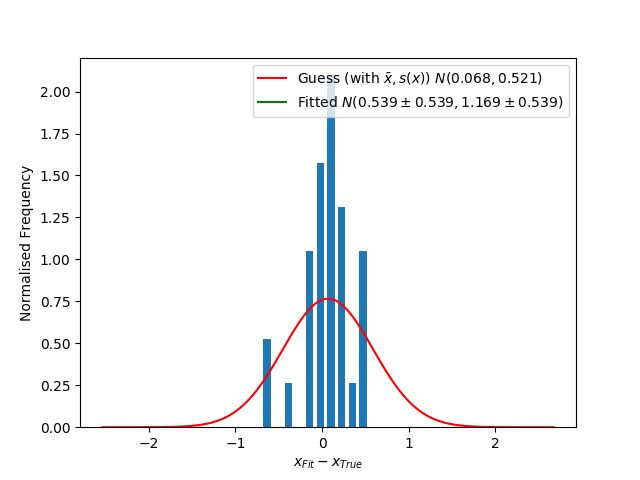 Guess (with x̄, s(x)) N(0.068, 0.521)
Fitted N(0.539 ± 0.539, 1.169 ± 0.539)
2.00
1.75
1.50
1.25
1.00
0.75
0.50
0.25
0.00
Normalised Frequency
−2 −1 0 1 2
x_Fit − x_True